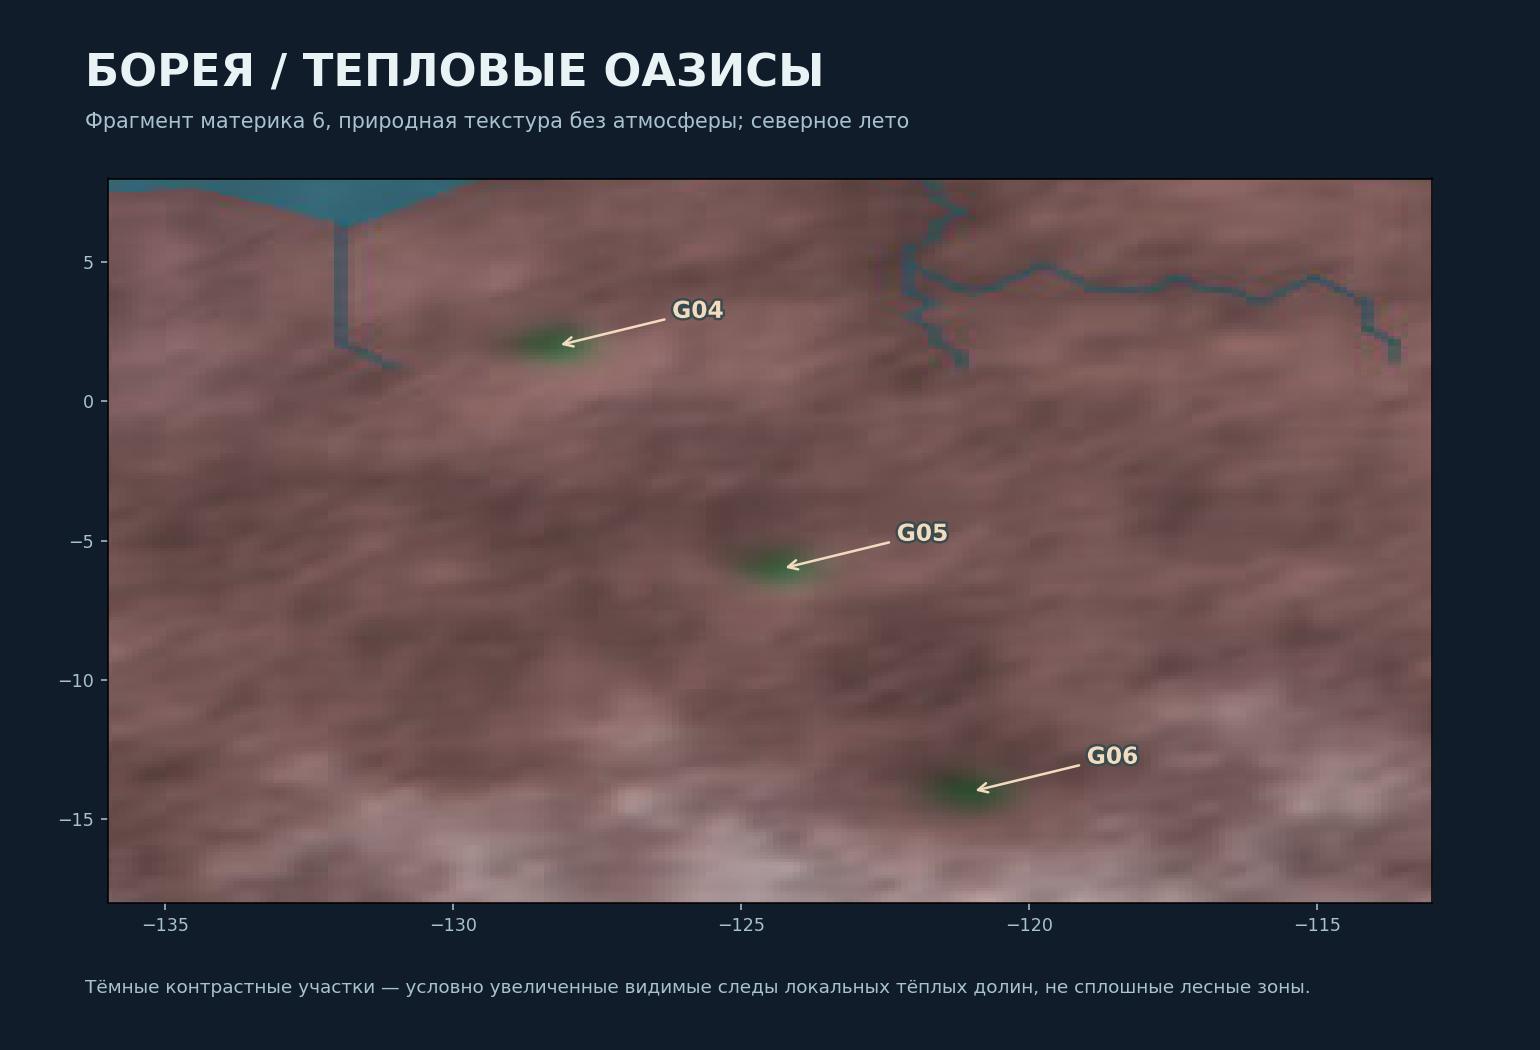 БОРЕЯ / ТЕПЛОВЫЕ ОАЗИСЫ
Фрагмент материка 6, природная текстура без атмосферы; северное лето
5
G04
0
G05
−5
−10
G06
−15
−135
−130
−125
−120
−115
Тёмные контрастные участки — условно увеличенные видимые следы локальных тёплых долин, не сплошные лесные зоны.